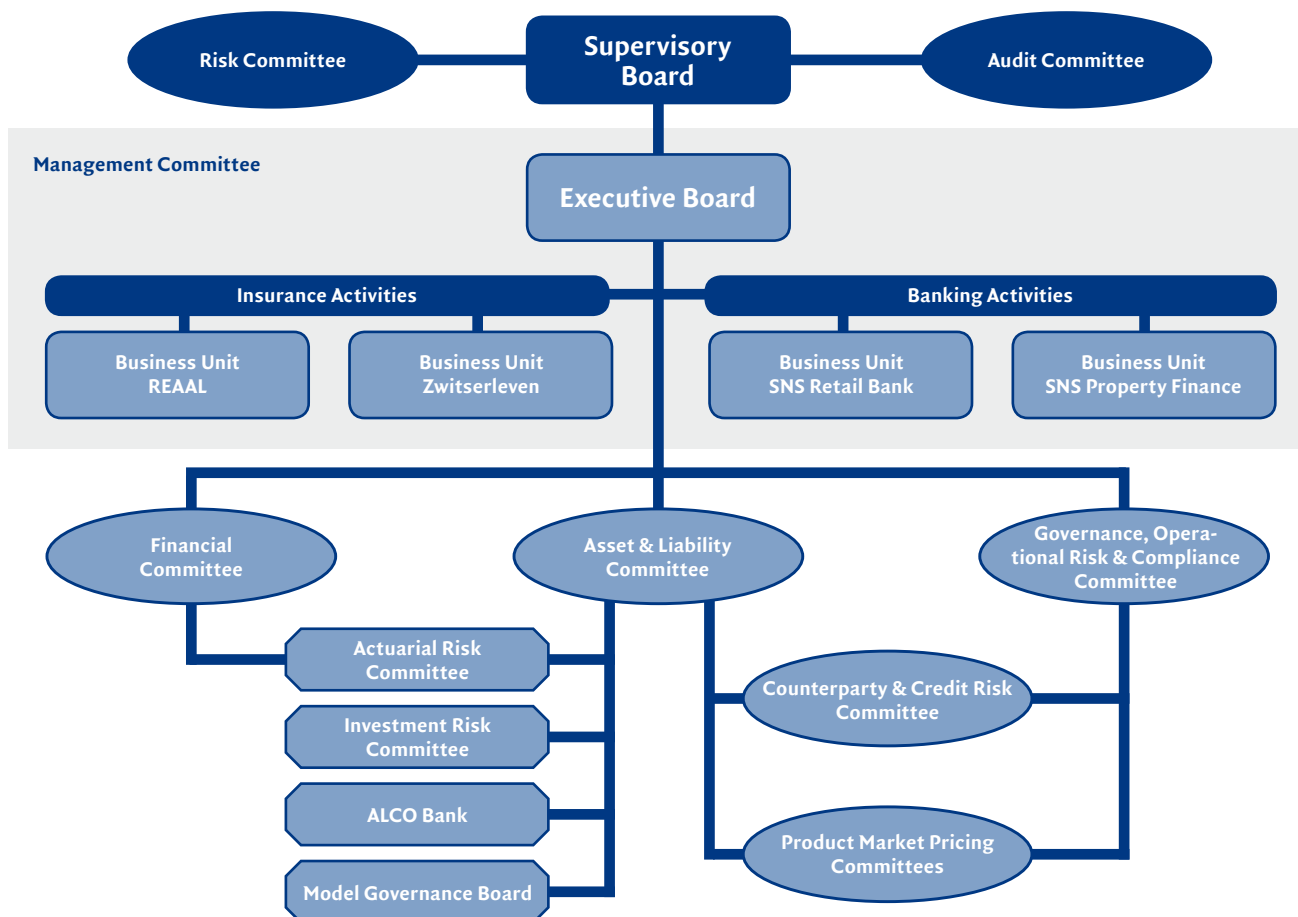 Risk Committee
Supervisory
Board
Audit Committee
Management Committee
Executive Board
Insurance Activities
Banking Activities
Business Unit
REAAL
Business Unit
Zwitserleven
Business Unit
SNS Retail Bank
Business Unit
SNS Property Finance
Financial
Committee
Asset & Liability
Committee
Governance, Opera-
tional Risk & Compliance
Committee
Actuarial Risk
Committee
Counterparty & Credit Risk
Committee
Investment Risk
Committee
ALCO Bank
Product Market Pricing
Committees
Model Governance Board